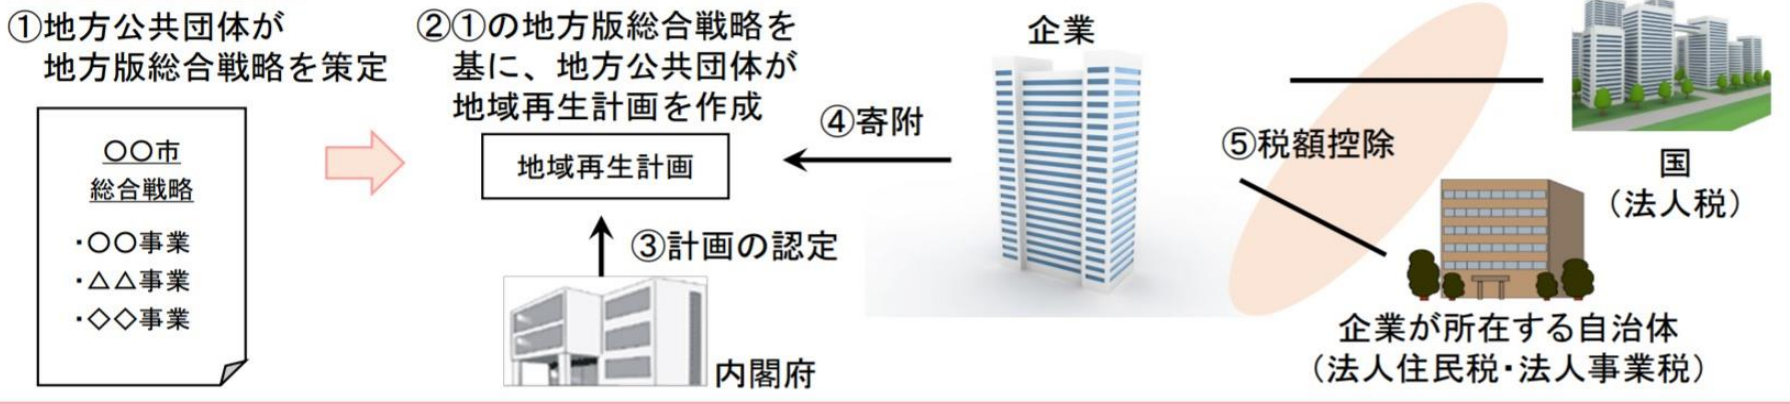 ①地方公共団体が
地方版総合戦略を策定
〇〇市
総合戦略
・〇〇事業
・△△事業
・◇◇事業
②①の地方版総合戦略を
基に、地方公共団体が
地域再生計画を作成
地域再生計画
③計画の認定
内閣府
④寄附
企業
⑤税額控除
国
（法人税）
企業が所在する自治体
（法人住民税・法人事業税）